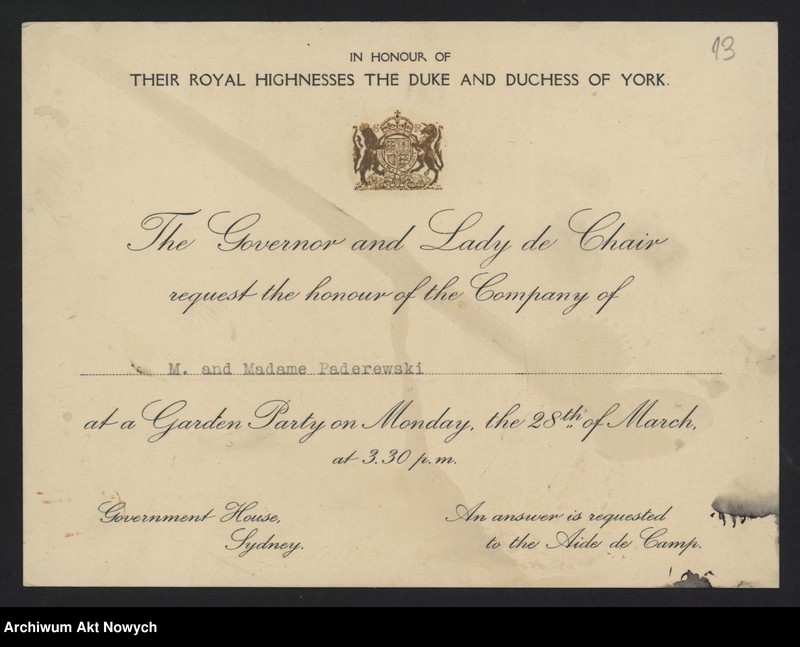 13
IN HONOUR OF
THEIR ROYAL HIGHNESSES THE DUKE AND DUCHESS OF YORK.
The Governor and Lady de Chair
request the honour of the Company of
M. and Madame Paderewski
at a Garden Party on Monday, the 28th of March,
at 3.30 p.m.
Government House,
Sydney.
An answer is requested
to the Aide de Camp.
Archiwum Akt Nowych